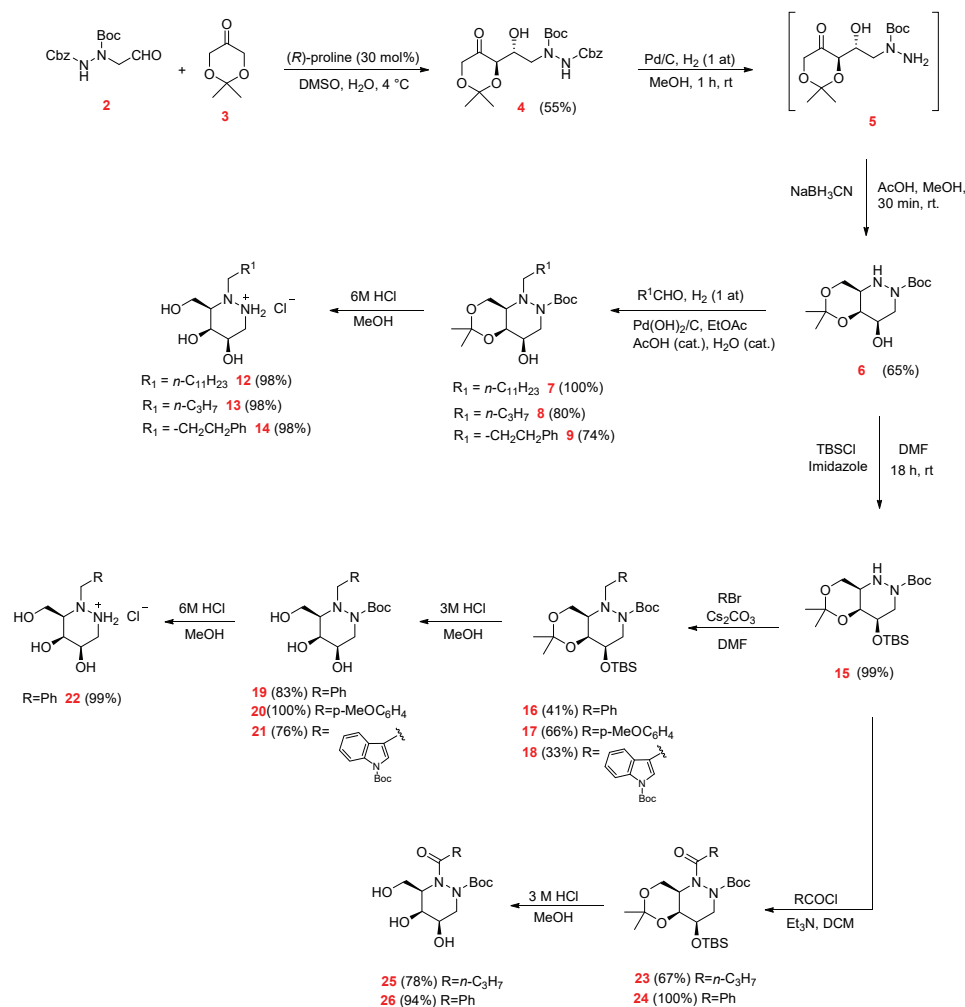 Boc
Cbz
N
N
H
CHO
2
+
O
O
O
3
(R)-proline (30 mol%)
DMSO, H2O, 4 °C
O
OH
Boc
N
N
H
Cbz
O
O
4 (55%)
Pd/C, H2 (1 at)
MeOH, 1 h, rt
O
OH
Boc
N
NH2
O
O
5
NaBH3CN
AcOH, MeOH,
30 min, rt.
R1
HO
N
+
NH2
Cl−
HO
OH
R1 = n-C11H23 12 (98%)
R1 = n-C3H7 13 (98%)
R1 = -CH2CH2Ph 14 (98%)
6M HCl
MeOH
R1
N
N
Boc
O
O
OH
R1 = n-C11H23 7 (100%)
R1 = n-C3H7 8 (80%)
R1 = -CH2CH2Ph 9 (74%)
R1CHO, H2 (1 at)
Pd(OH)2/C, EtOAc
AcOH (cat.), H2O (cat.)
H
N
N
Boc
O
O
OH
6 (65%)
TBSCl
Imidazole
DMF
18 h, rt
R
HO
N
+
NH2
Cl−
HO
OH
R=Ph 22 (99%)
6M HCl
MeOH
R
HO
N
N
Boc
HO
OH
19 (83%) R=Ph
20(100%) R=p-MeOC6H4
21 (76%) R=
N
Boc
3M HCl
MeOH
R
N
N
Boc
O
O
OTBS
16 (41%) R=Ph
17 (66%) R=p-MeOC6H4
18 (33%) R=
N
Boc
RBr
Cs2CO3
DMF
H
N
N
Boc
O
O
OTBS
15 (99%)
O
R
HO
N
N
Boc
HO
OH
25 (78%) R=n-C3H7
26 (94%) R=Ph
3 M HCl
MeOH
O
R
N
N
Boc
O
O
OTBS
23 (67%) R=n-C3H7
24 (100%) R=Ph
RCOCl
Et3N, DCM